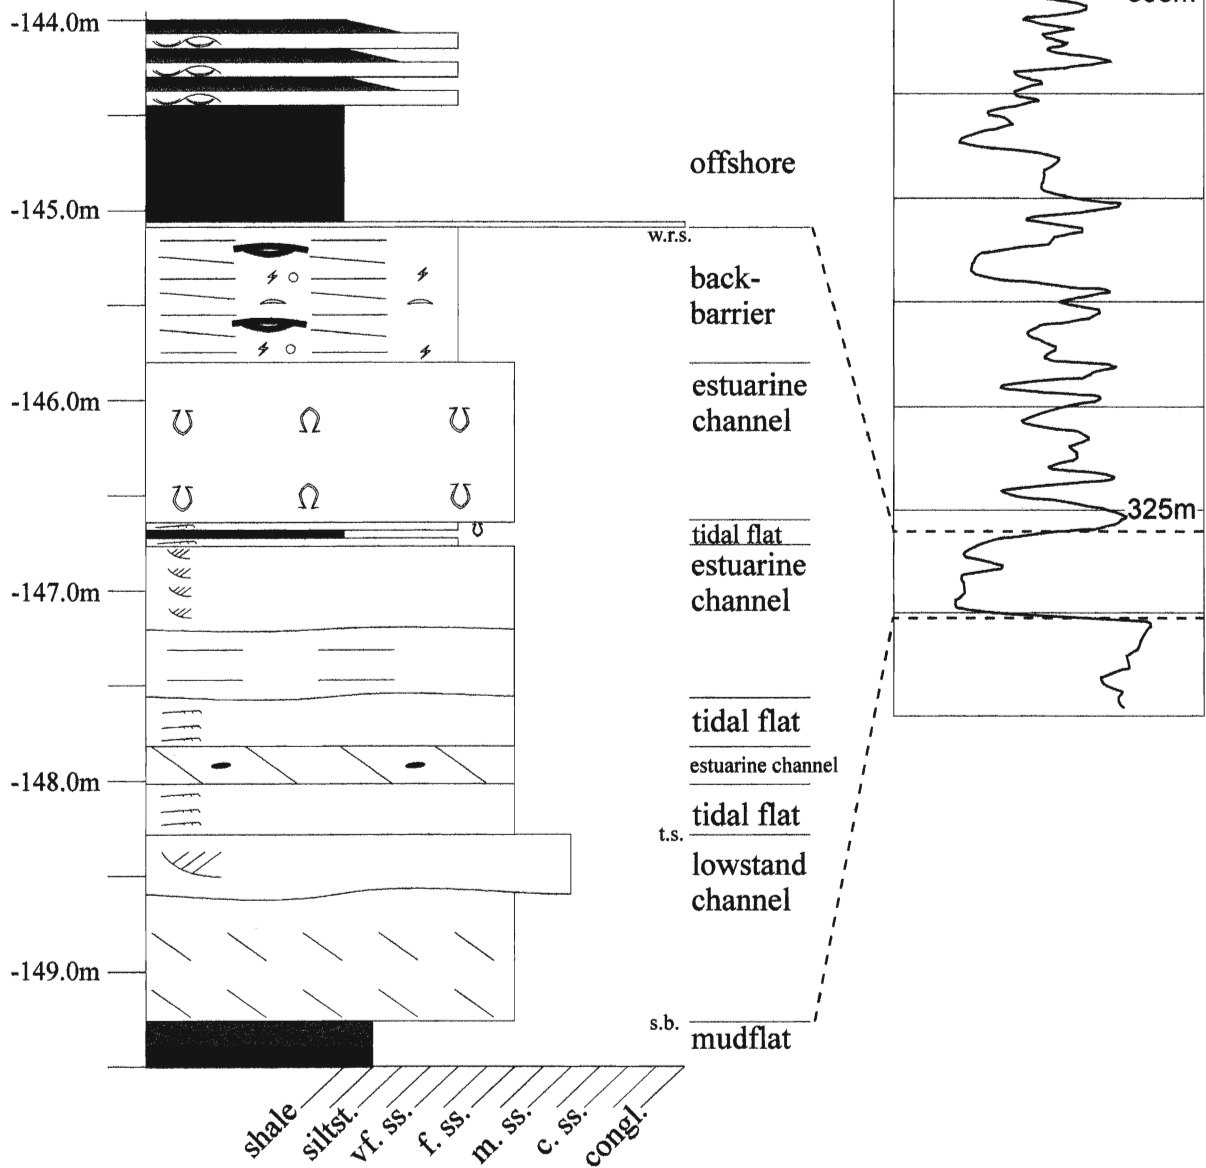 -144.0m
offshore
-145.0m
w.r.s.
back-
barrier
-146.0m
estuarine
channel
325m
tidal flat
estuarine
channel
-147.0m
tidal flat
estuarine channel
-148.0m
tidal flat
t.s.
lowstand
channel
-149.0m
s.b.
mudflat
shale
siltst.
vf. ss.
f. ss.
m. ss.
c. ss.
congl.